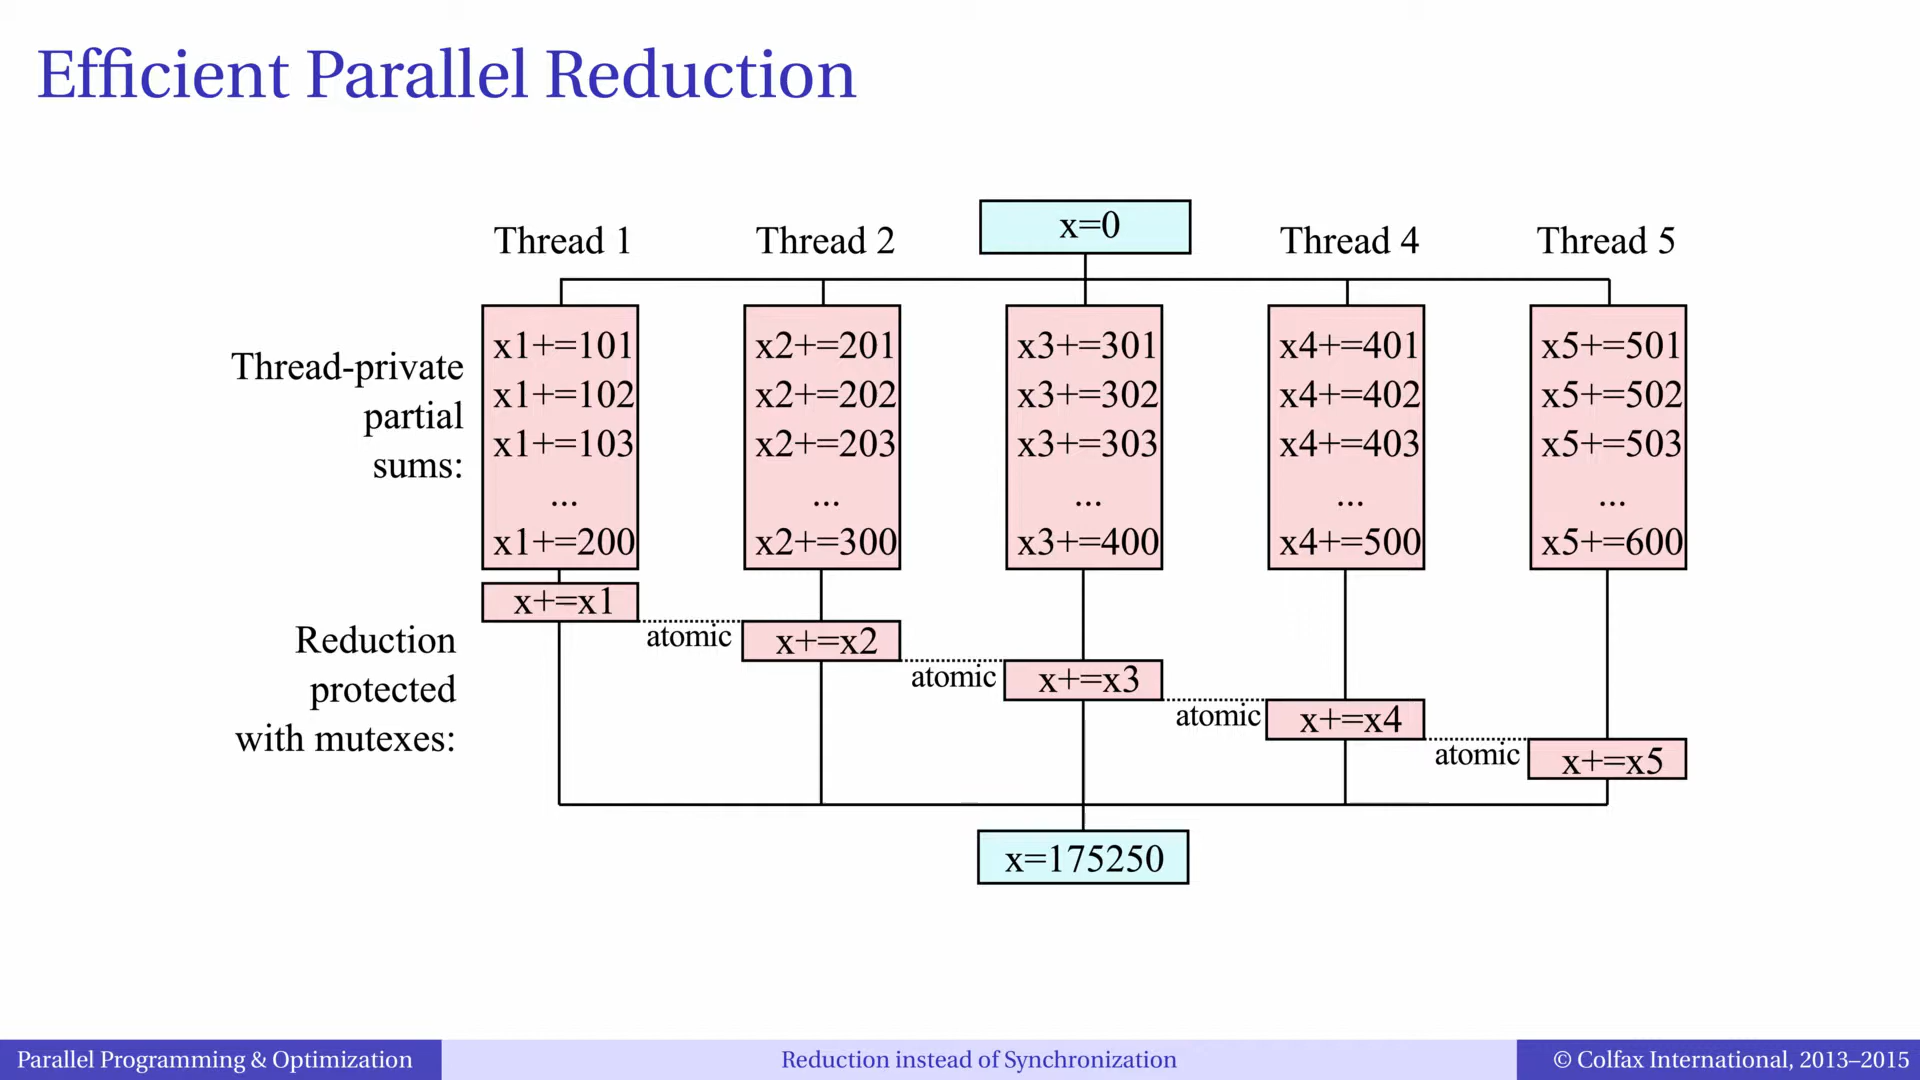 Efficient Parallel Reduction
x=0
Thread 1
Thread 2
Thread 4
Thread 5
Thread-private
partial
sums:
x1+=101
x1+=102
x1+=103
...
x1+=200
x2+=201
x2+=202
x2+=203
...
x2+=300
x3+=301
x3+=302
x3+=303
...
x3+=400
x4+=401
x4+=402
x4+=403
...
x4+=500
x5+=501
x5+=502
x5+=503
...
x5+=600
Reduction
protected
with mutexes:
x+=x1
atomic
x+=x2
atomic
x+=x3
atomic
x+=x4
atomic
x+=x5
x=175250
Parallel Programming & Optimization
Reduction instead of Synchronization
© Colfax International, 2013–2015